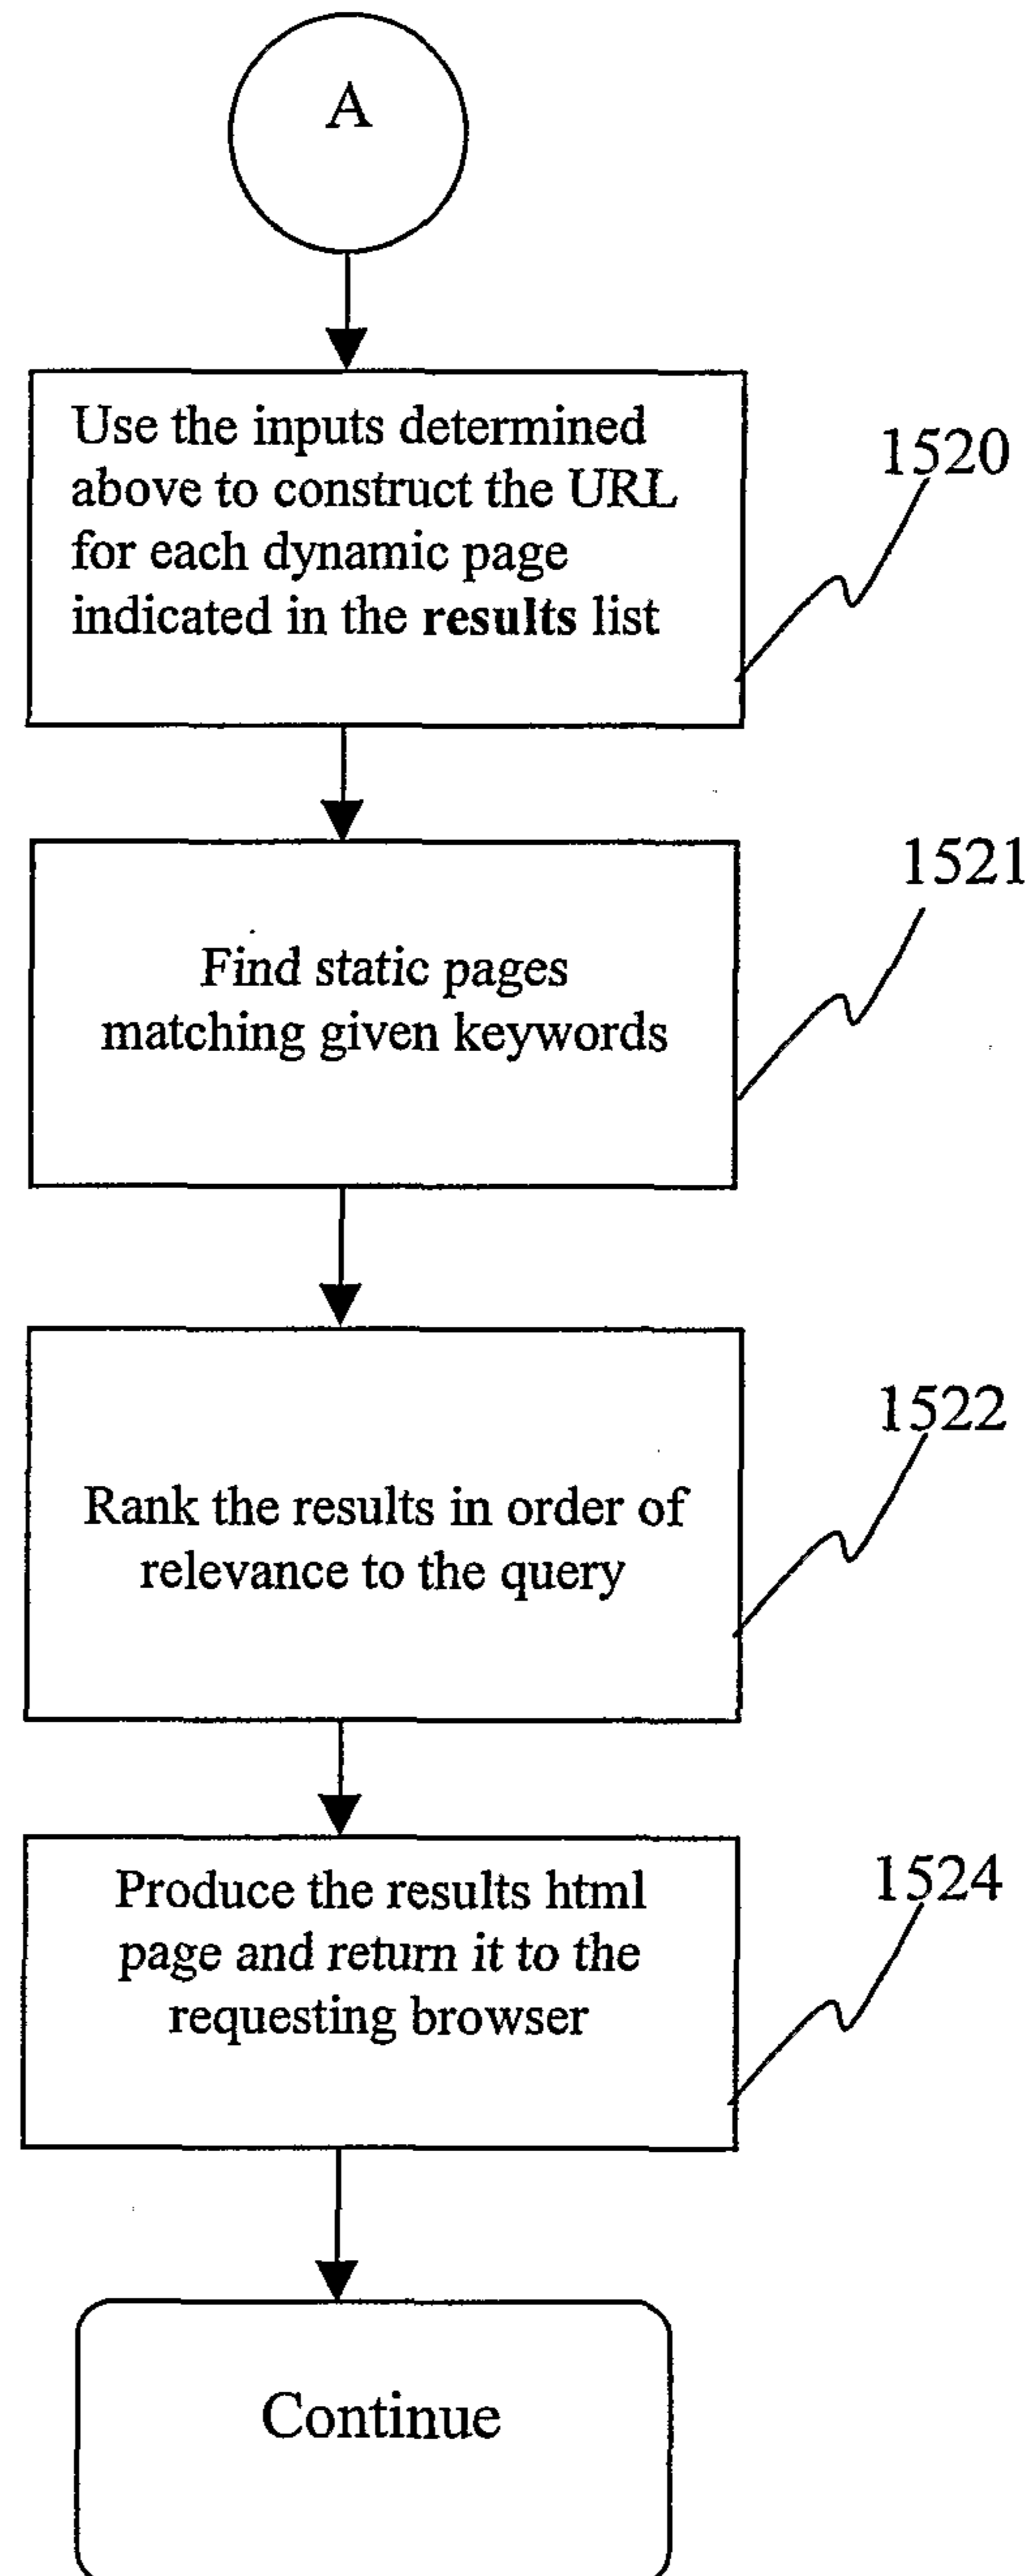 A
Use the inputs determined
above to construct the URL
for each dynamic page
indicated in the results list
1520
Find static pages
matching given keywords
1521
Rank the results in order of
relevance to the query
1522
Produce the results html
page and return it to the
requesting browser
1524
Continue